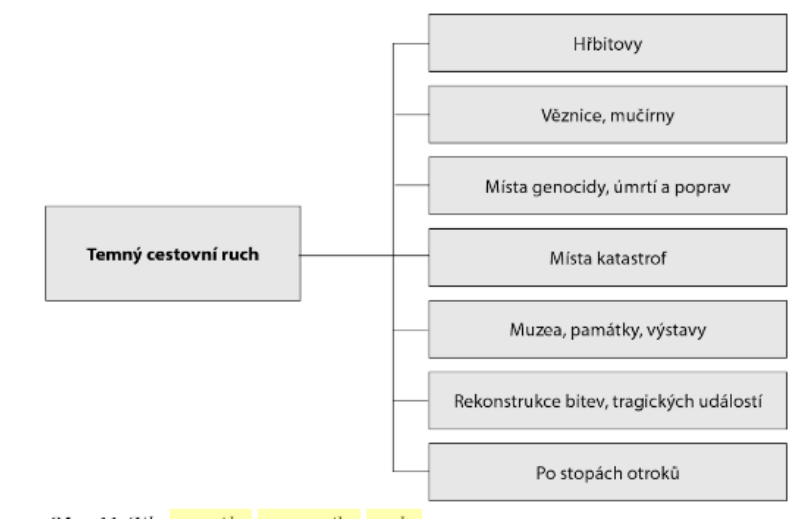 Hřbitovy
Věznice, mučírny
Místa genocidy, úmrtí a poprav
Temný cestovní ruch
Místa katastrof
Muzea, památky, výstavy
Rekonstrukce bitev, tragických událostí
Po stopách otroků